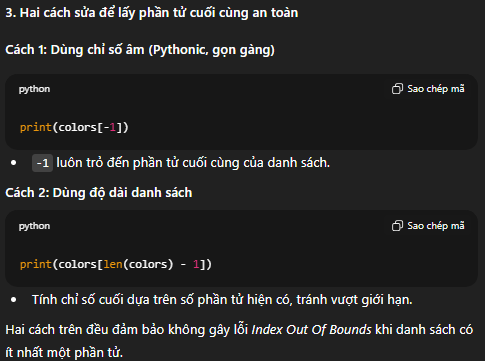 3. Hai cách sửa để lấy phần tử cuối cùng an toàn
Cách 1: Dùng chỉ số âm (Pythonic, gọn gàng)
python
Sao chép mã
print(colors[-1])
-1 luôn trỏ đến phần tử cuối cùng của danh sách.
Cách 2: Dùng độ dài danh sách
python
Sao chép mã
print(colors[len(colors) - 1])
Tính chỉ số cuối dựa trên số phần tử hiện có, tránh vượt giới hạn.
Hai cách trên đều đảm bảo không gây lỗi Index Out Of Bounds khi danh sách có
ít nhất một phần tử.